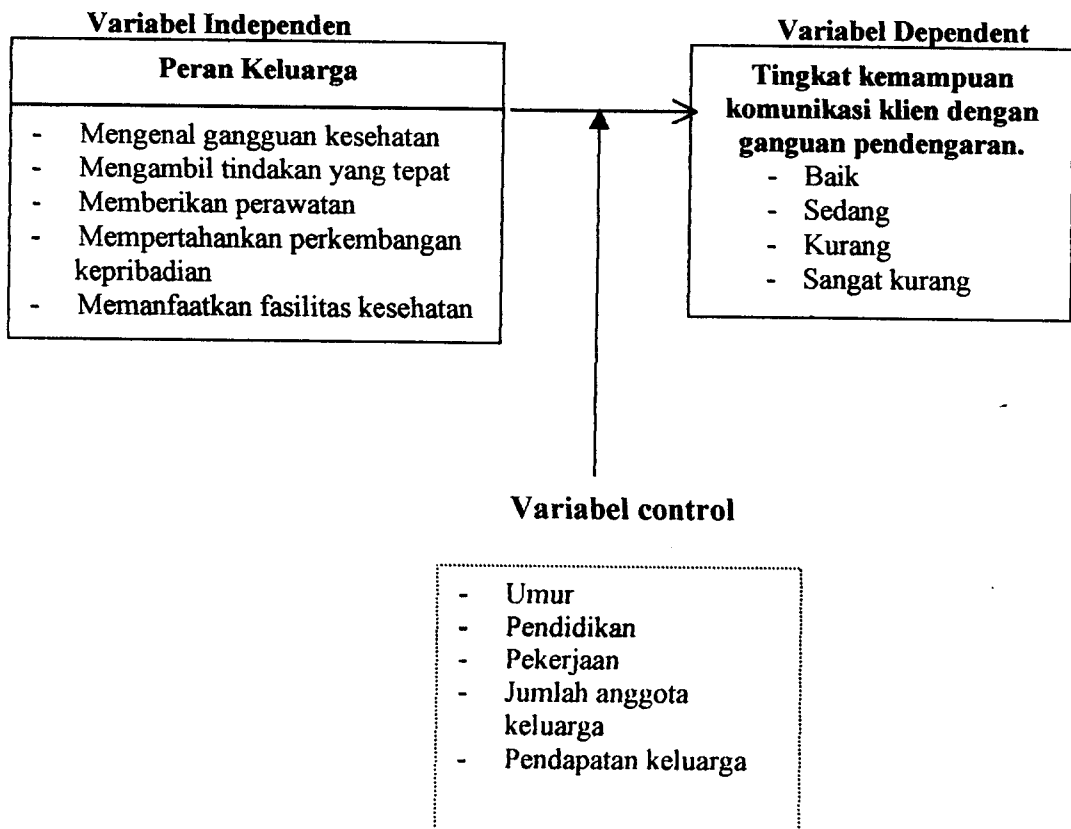 Variabel Independen
Peran Keluarga
- Mengenal gangguan kesehatan
- Mengambil tindakan yang tepat
- Memberikan perawatan
- Mempertahankan perkembangan
kepribadian
- Memanfaatkan fasilitas kesehatan
Variabel Dependent
Tingkat kemampuan
komunikasi klien dengan
ganguan pendengaran.
- Baik
- Sedang
- Kurang
- Sangat kurang
Variabel control
- Umur
- Pendidikan
- Pekerjaan
- Jumlah anggota
keluarga
- Pendapatan keluarga